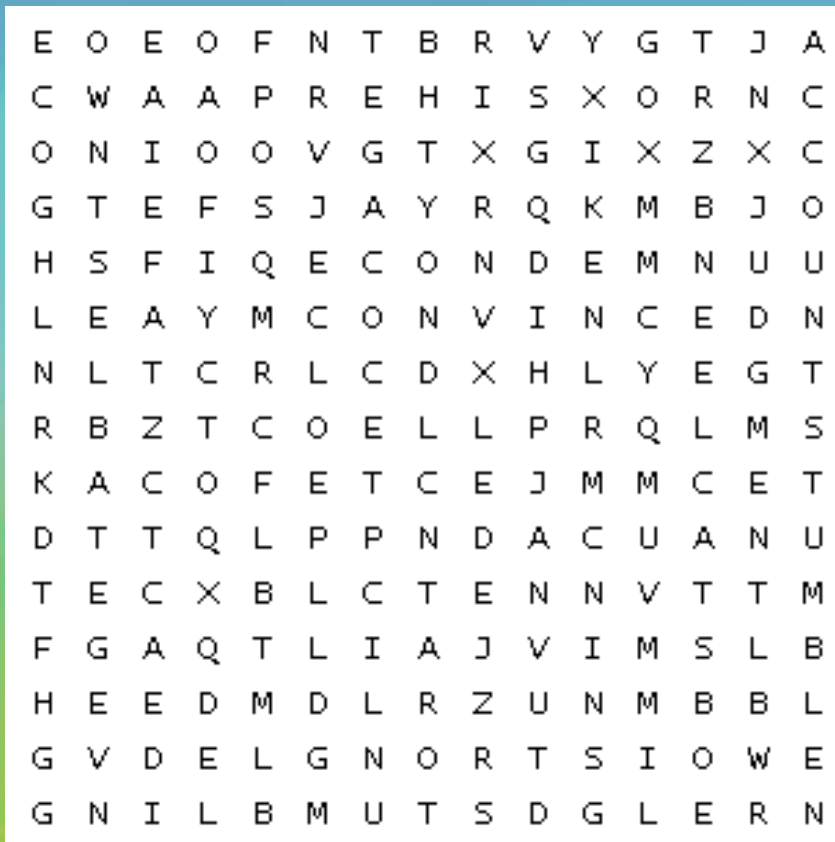 E O E O F N T B R V Y G T J A
C W A A P R E H I S X O R N C
O N I O O V G T X G I X Z X C
G T E F S J A Y R Q K M B J O
H S F I Q E C O N D E M N U U
L E A Y M C O N V I N C E D N
N L T C R L C D X H L Y E G T
R B Z T C O E L L P R Q L M S
K A C O F E T C E J M M C E T
D T T Q L P P N D A C U A N U
T E C X B L C T E N N V T T M
F G A Q T L I A J V I M S L B
H E E D M D L R Z U N M B B L
G V D E L G N O R T S I O W E
G N I L B M U T S D G L E R N